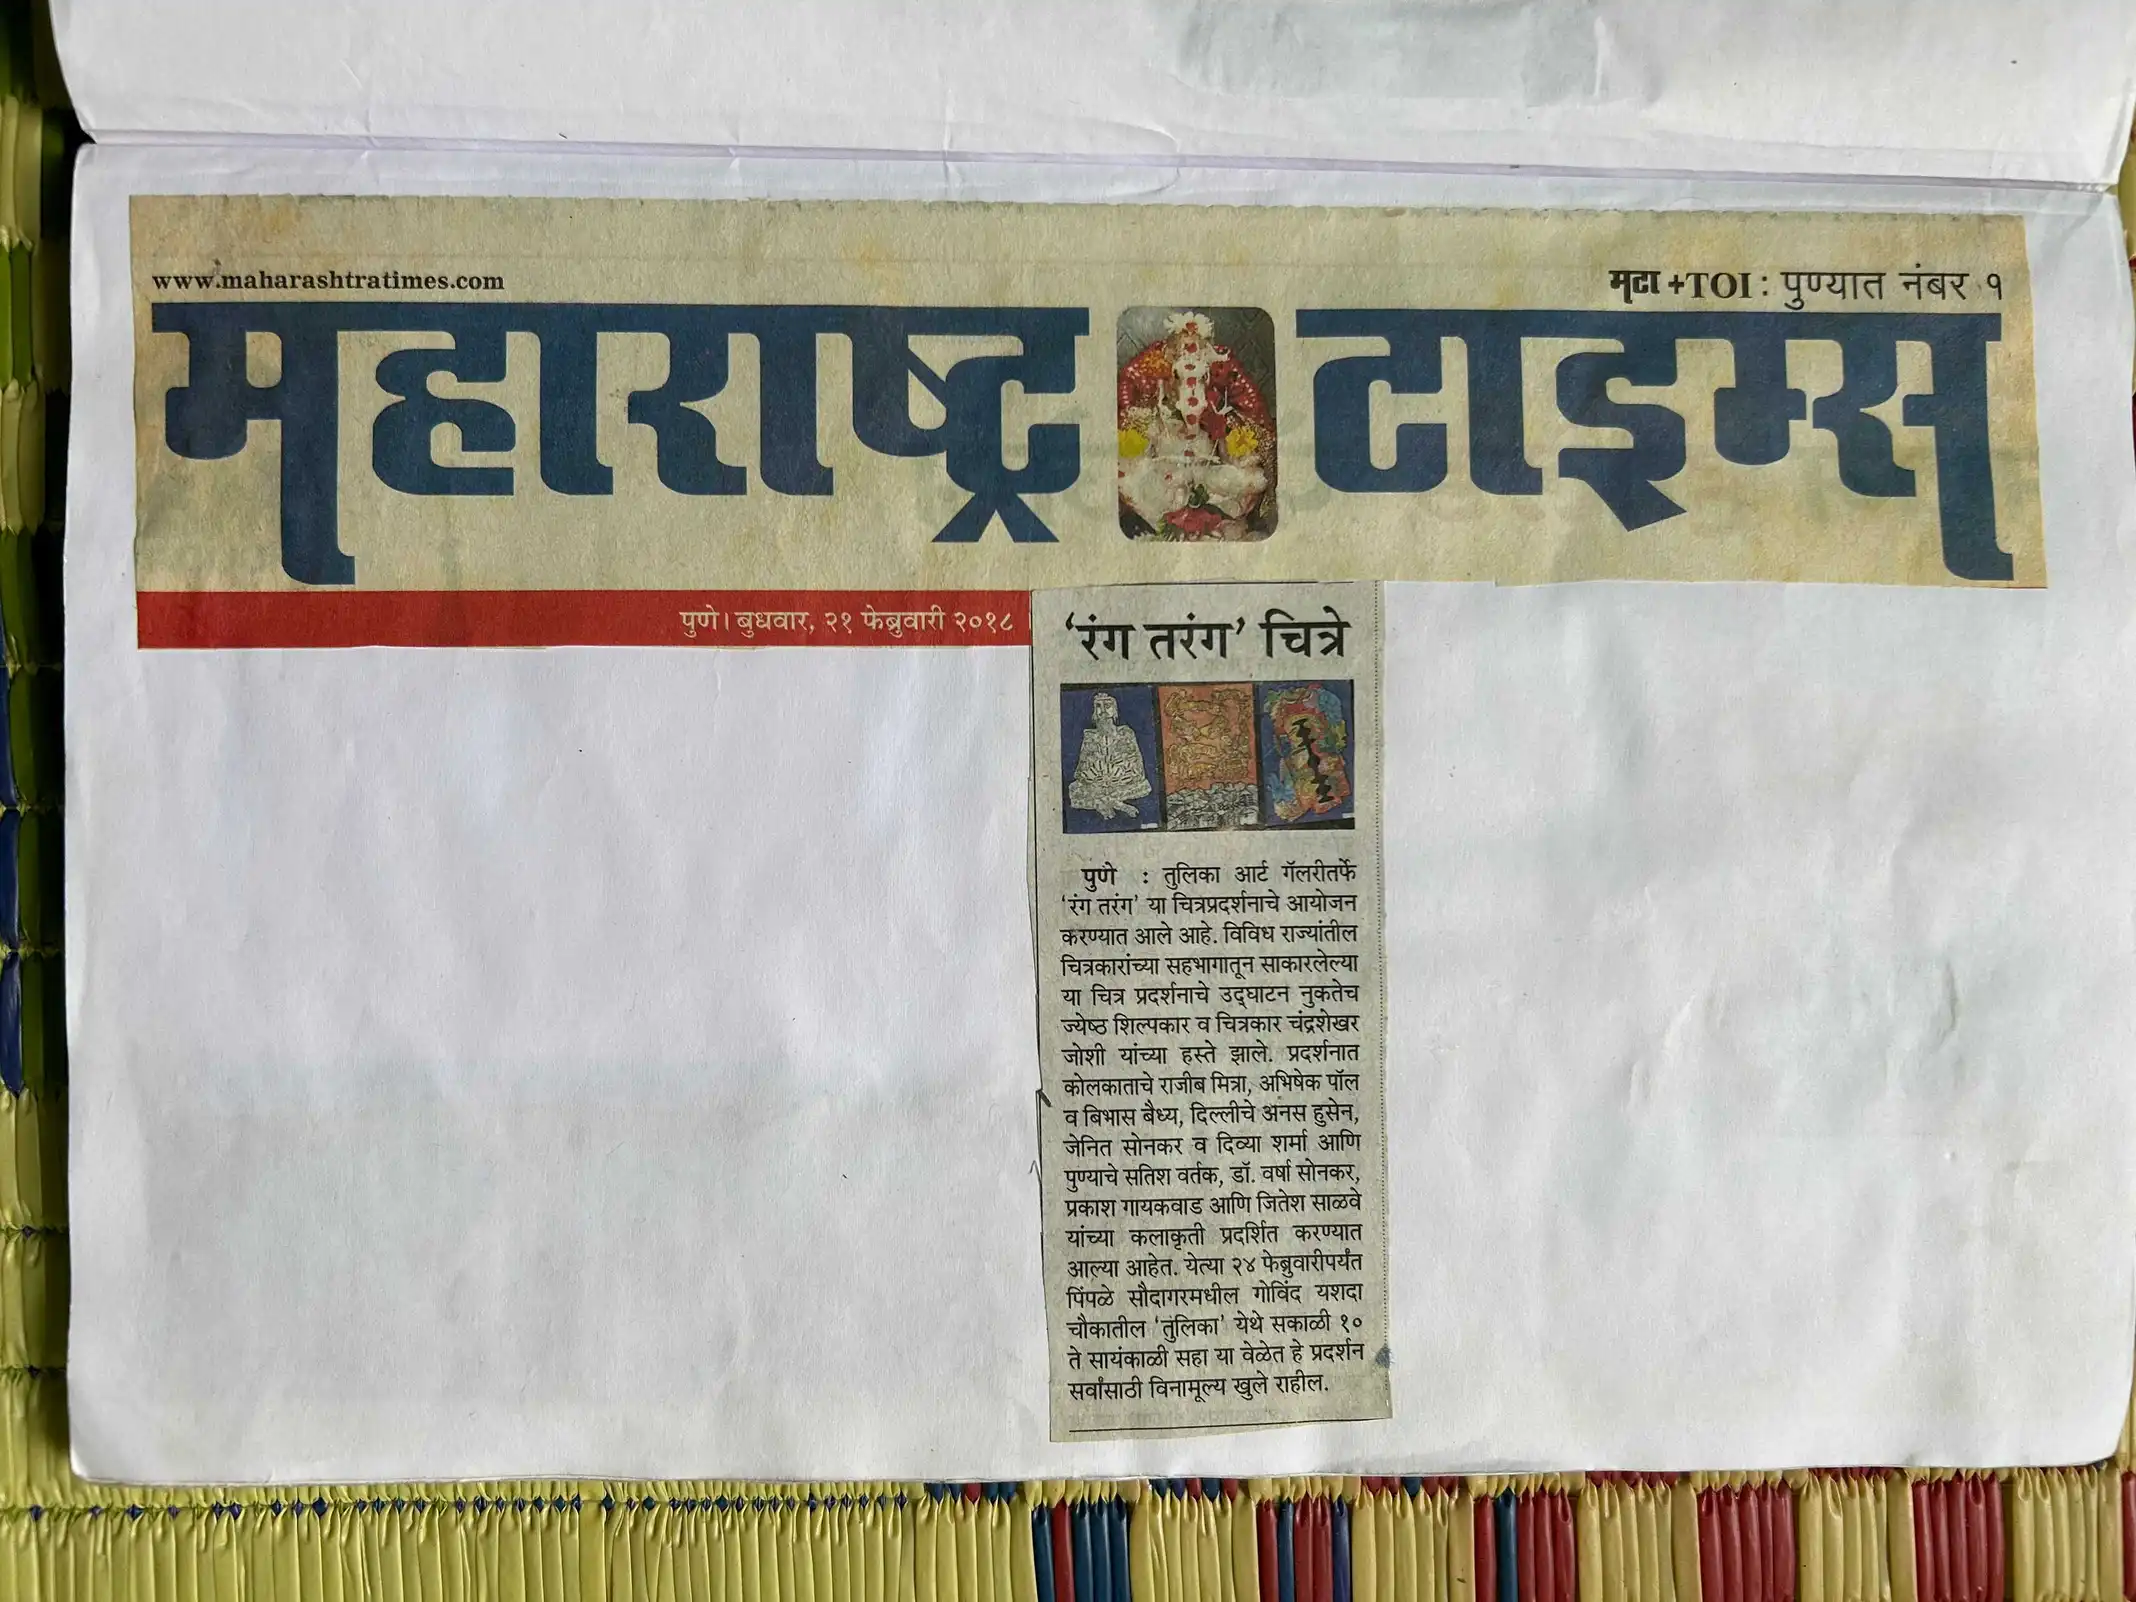 www.maharashtratimes.com
मटा +TOI : पुण्यात नंबर १
महाराष्ट्र टाइम्स
पुणे। बुधवार, २१ फेब्रुवारी २०१८
‘रंग तरंग’ चित्रे
पुणे : तुलिका आर्ट गॅलरीतर्फे
‘रंग तरंग’ या चित्रप्रदर्शनाचे आयोजन
करण्यात आले आहे. विविध राज्यांतील
चित्रकारांच्या सहभागातून साकारलेल्या
या चित्र प्रदर्शनाचे उद्‌घाटन नुकतेच
ज्येष्ठ शिल्पकार व चित्रकार चंद्रशेखर
जोशी यांच्या हस्ते झाले. प्रदर्शनात
कोलकाताचे राजीब मित्रा, अभिषेक पॉल
व बिभास बैध्य, दिल्लीचे अनस हुसेन,
जेनित सोनकर व दिव्या शर्मा आणि
पुण्याचे सतिश वर्तक, डॉ. वर्षा सोनकर,
प्रकाश गायकवाड आणि जितेश साळवे
यांच्या कलाकृती प्रदर्शित करण्यात
आल्या आहेत. येत्या २४ फेब्रुवारीपर्यंत
पिंपळे सौदागरमधील गोविंद यशदा
चौकातील ‘तुलिका’ येथे सकाळी १०
ते सायंकाळी सहा या वेळेत हे प्रदर्शन
सर्वांसाठी विनामूल्य खुले राहील.